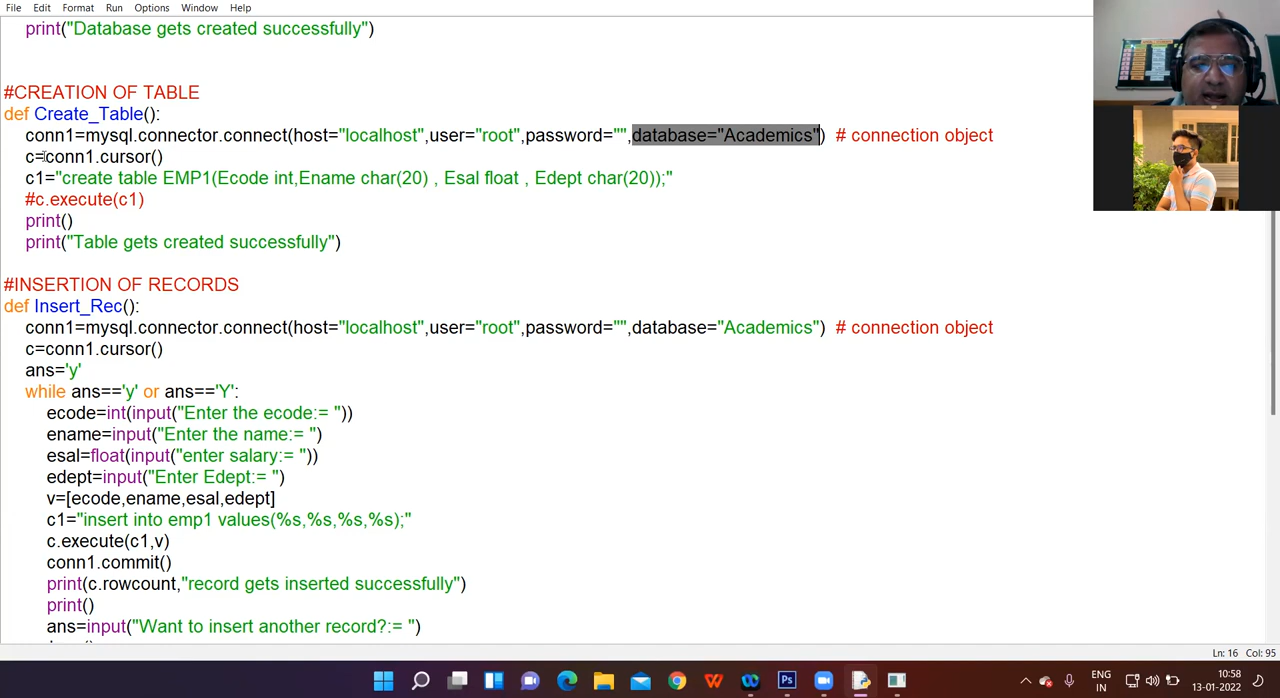 File Edit Format Run Options Window Help
print("Database gets created successfully")
#CREATION OF TABLE
def Create_Table():
conn1=mysql.connector.connect(host="localhost",user="root",password="",database="Academics") # connection object
c=conn1.cursor()
c1="create table EMP1(Ecode int,Ename char(20) , Esal float , Edept char(20));"
#c.execute(c1)
print()
print("Table gets created successfully")
#INSERTION OF RECORDS
def Insert_Rec():
conn1=mysql.connector.connect(host="localhost",user="root",password="",database="Academics") # connection object
c=conn1.cursor()
ans='y'
while ans=='y' or ans=='Y':
ecode=int(input("Enter the ecode:= "))
ename=input("Enter the name:= ")
esal=float(input("enter salary:= "))
edept=input("Enter Edept:= ")
v=[ecode,ename,esal,edept]
c1="insert into emp1 values(%s,%s,%s,%s);"
c.execute(c1,v)
conn1.commit()
print(c.rowcount,"record gets inserted successfully")
print()
ans=input("Want to insert another record?:= ")
Ln: 16 Col: 95
Ps
ENG
IN
10:58
13-01-2022